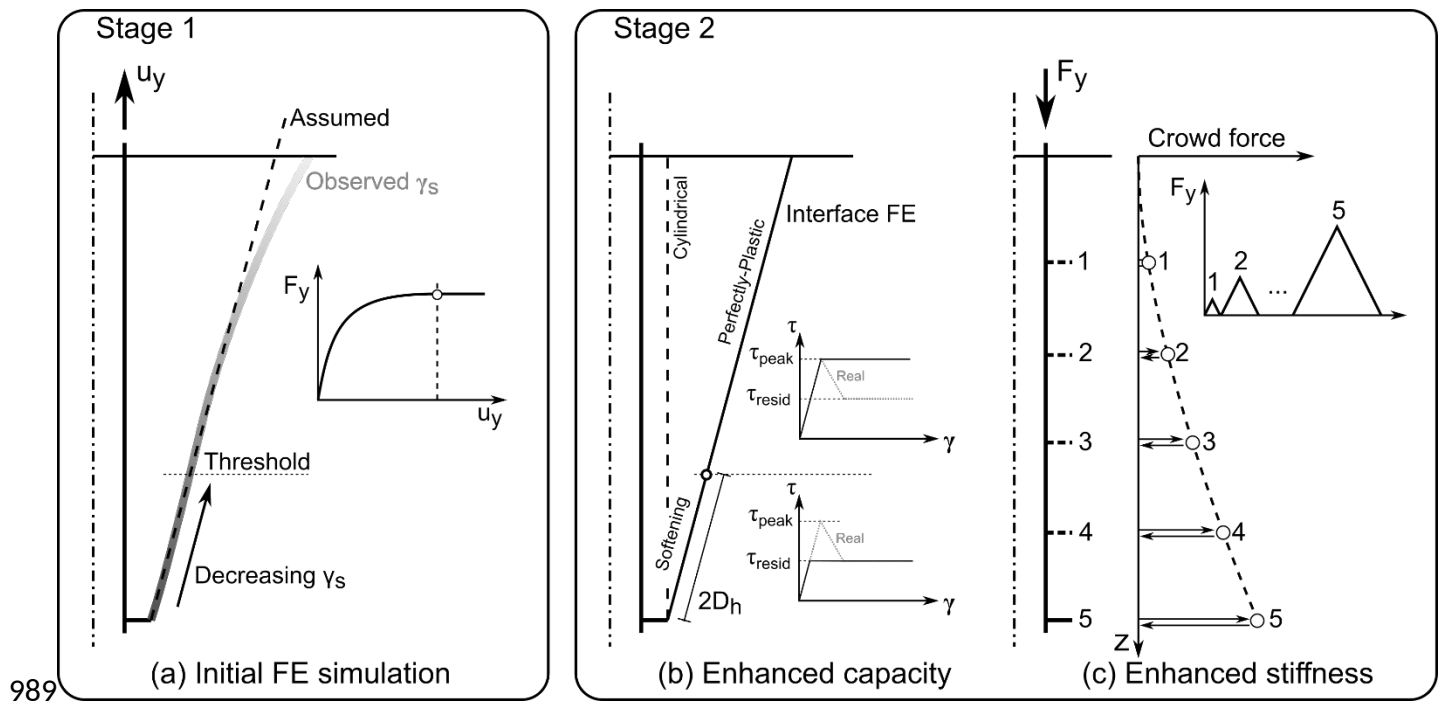 Stage 1
u_y
Assumed
Observed γ_s
F_y
u_y
Threshold
Decreasing γ_s
(a) Initial FE simulation
Stage 2
Cylindrical
Perfectly-Plastic
Interface FE
τ
τ_peak
Real
τ_resid
γ
Softening
2D_h
τ
τ_peak
Real
τ_resid
γ
(b) Enhanced capacity
F_y
Crowd force
F_y
1
2
...
5
1
1
2
2
3
3
4
4
5
5
z
(c) Enhanced stiffness
989